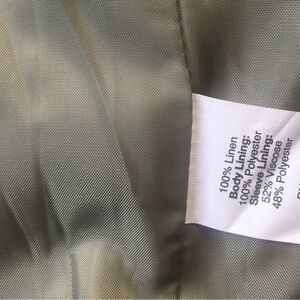 100% Linen
Body Lining:
100% Polyester
Sleeve Lining:
52% Viscose
48% Polyester